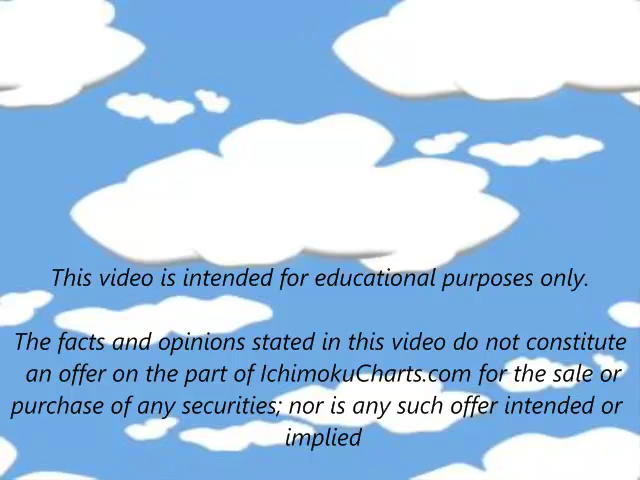 This video is intended for educational purposes only.
The facts and opinions stated in this video do not constitute
an offer on the part of IchimokuCharts.com for the sale or
purchase of any securities; nor is any such offer intended or
implied